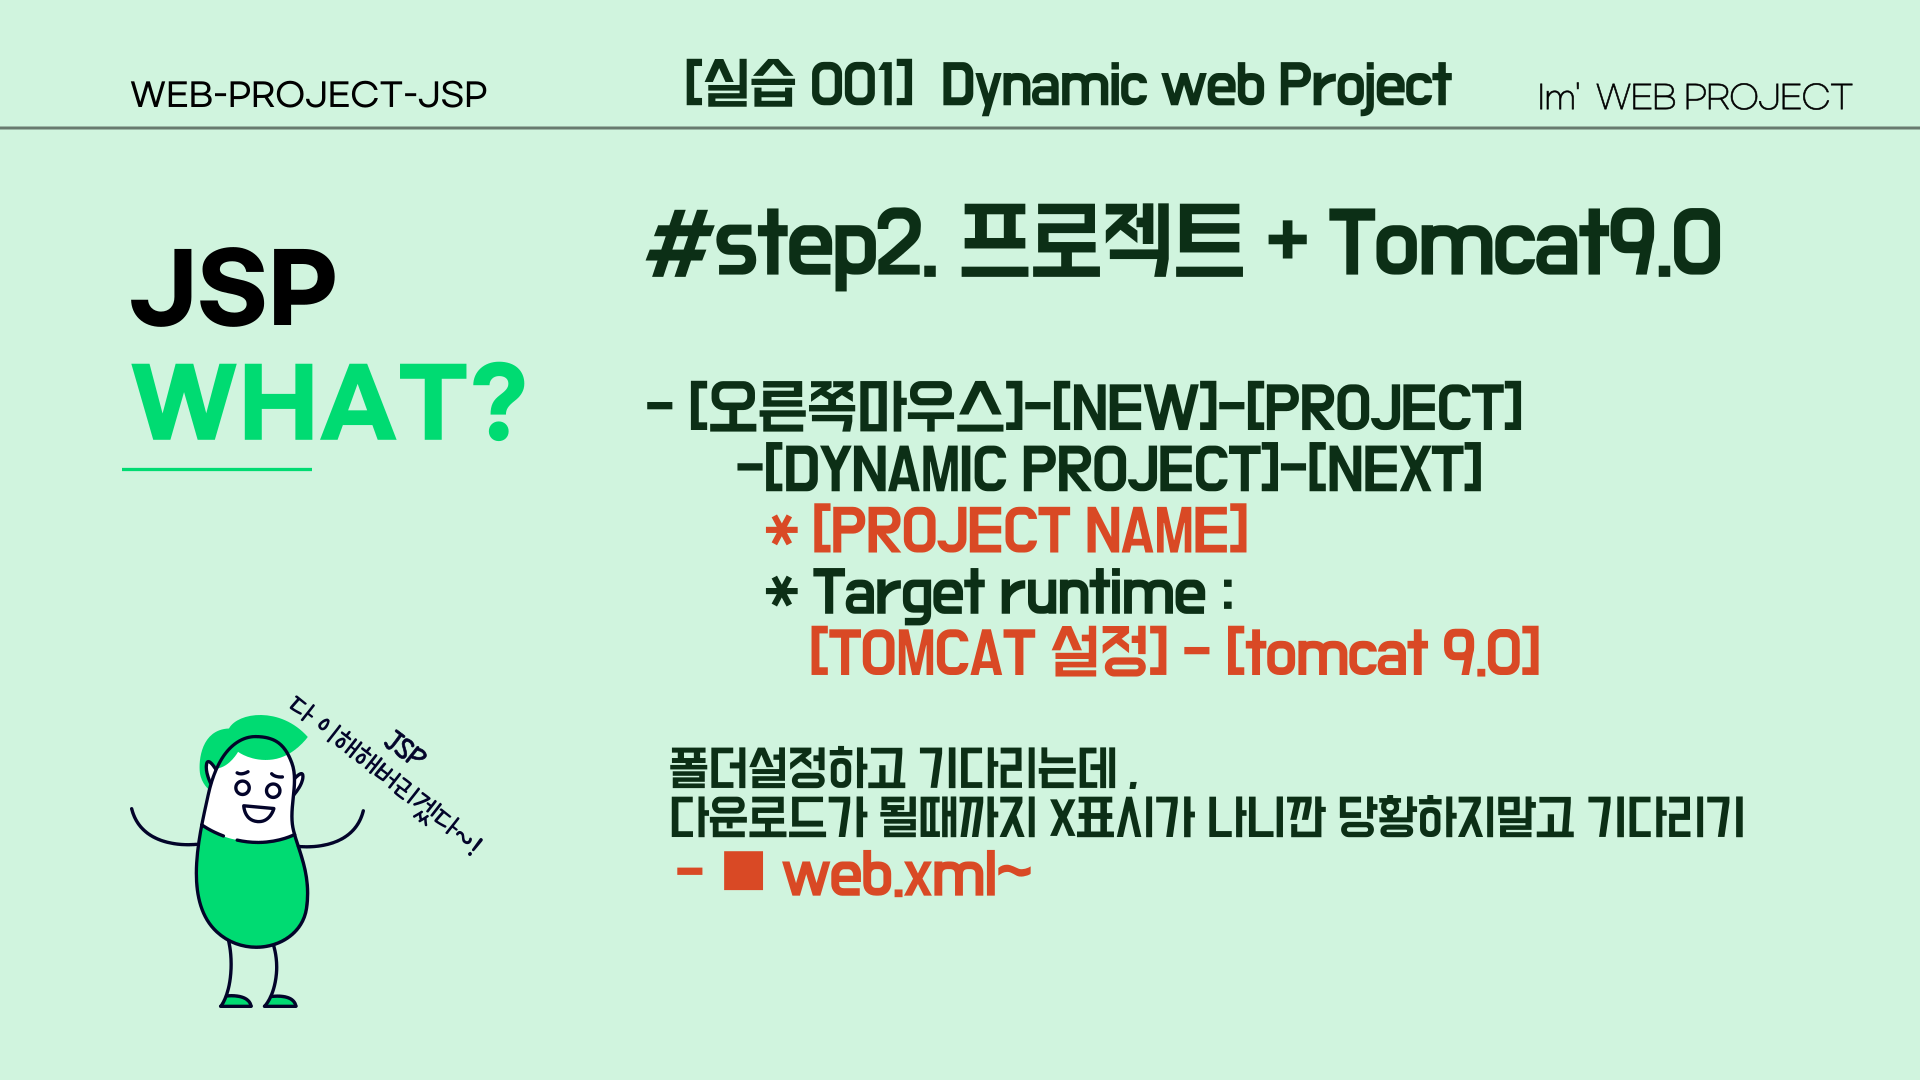 WEB-PROJECT-JSP
[실습 001] Dynamic web Project
Im' WEB PROJECT
JSP
WHAT?
#step2. 프로젝트 + Tomcat9.0
- [오른쪽마우스]-[NEW]-[PROJECT]
-[DYNAMIC PROJECT]-[NEXT]
* [PROJECT NAME]
* Target runtime :
[TOMCAT 설정] - [tomcat 9.0]
폴더설정하고 기다리는데 ,
다운로드가 될때까지 X표시가 나니깐 당황하지말고 기다리기
- ■ web.xml~
JSP
다 이해해버리겠다~!